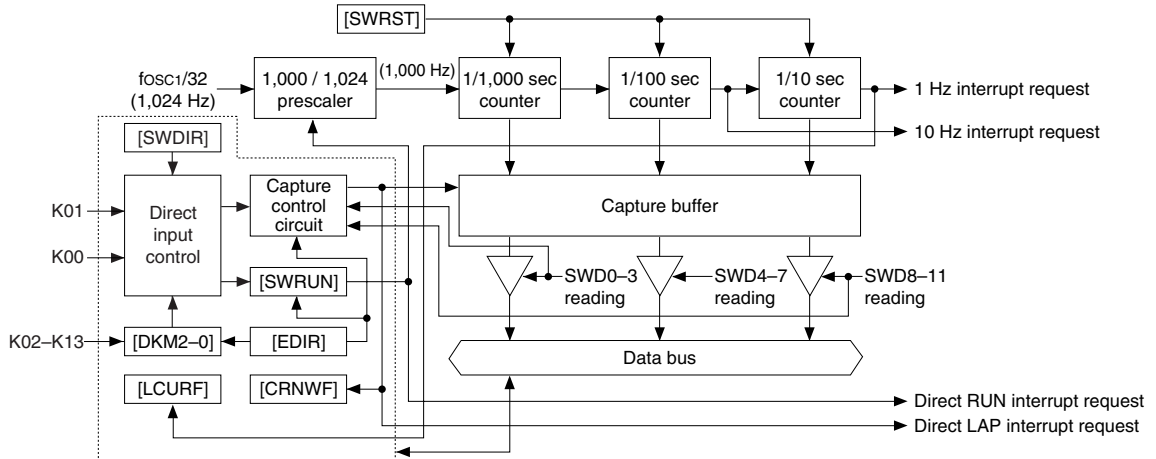 [SWRST]
fOSC1/32
(1,024 Hz)
1,000 / 1,024
prescaler
(1,000 Hz)
1/1,000 sec
counter
1/100 sec
counter
1/10 sec
counter
1 Hz interrupt request
10 Hz interrupt request
[SWDIR]
K01
K00
Direct
input
control
Capture
control
circuit
Capture buffer
[SWRUN]
SWD0–3
reading
SWD4–7
reading
SWD8–11
reading
K02–K13
[DKM2–0]
[EDIR]
Data bus
[LCURF]
[CRNWF]
Direct RUN interrupt request
Direct LAP interrupt request